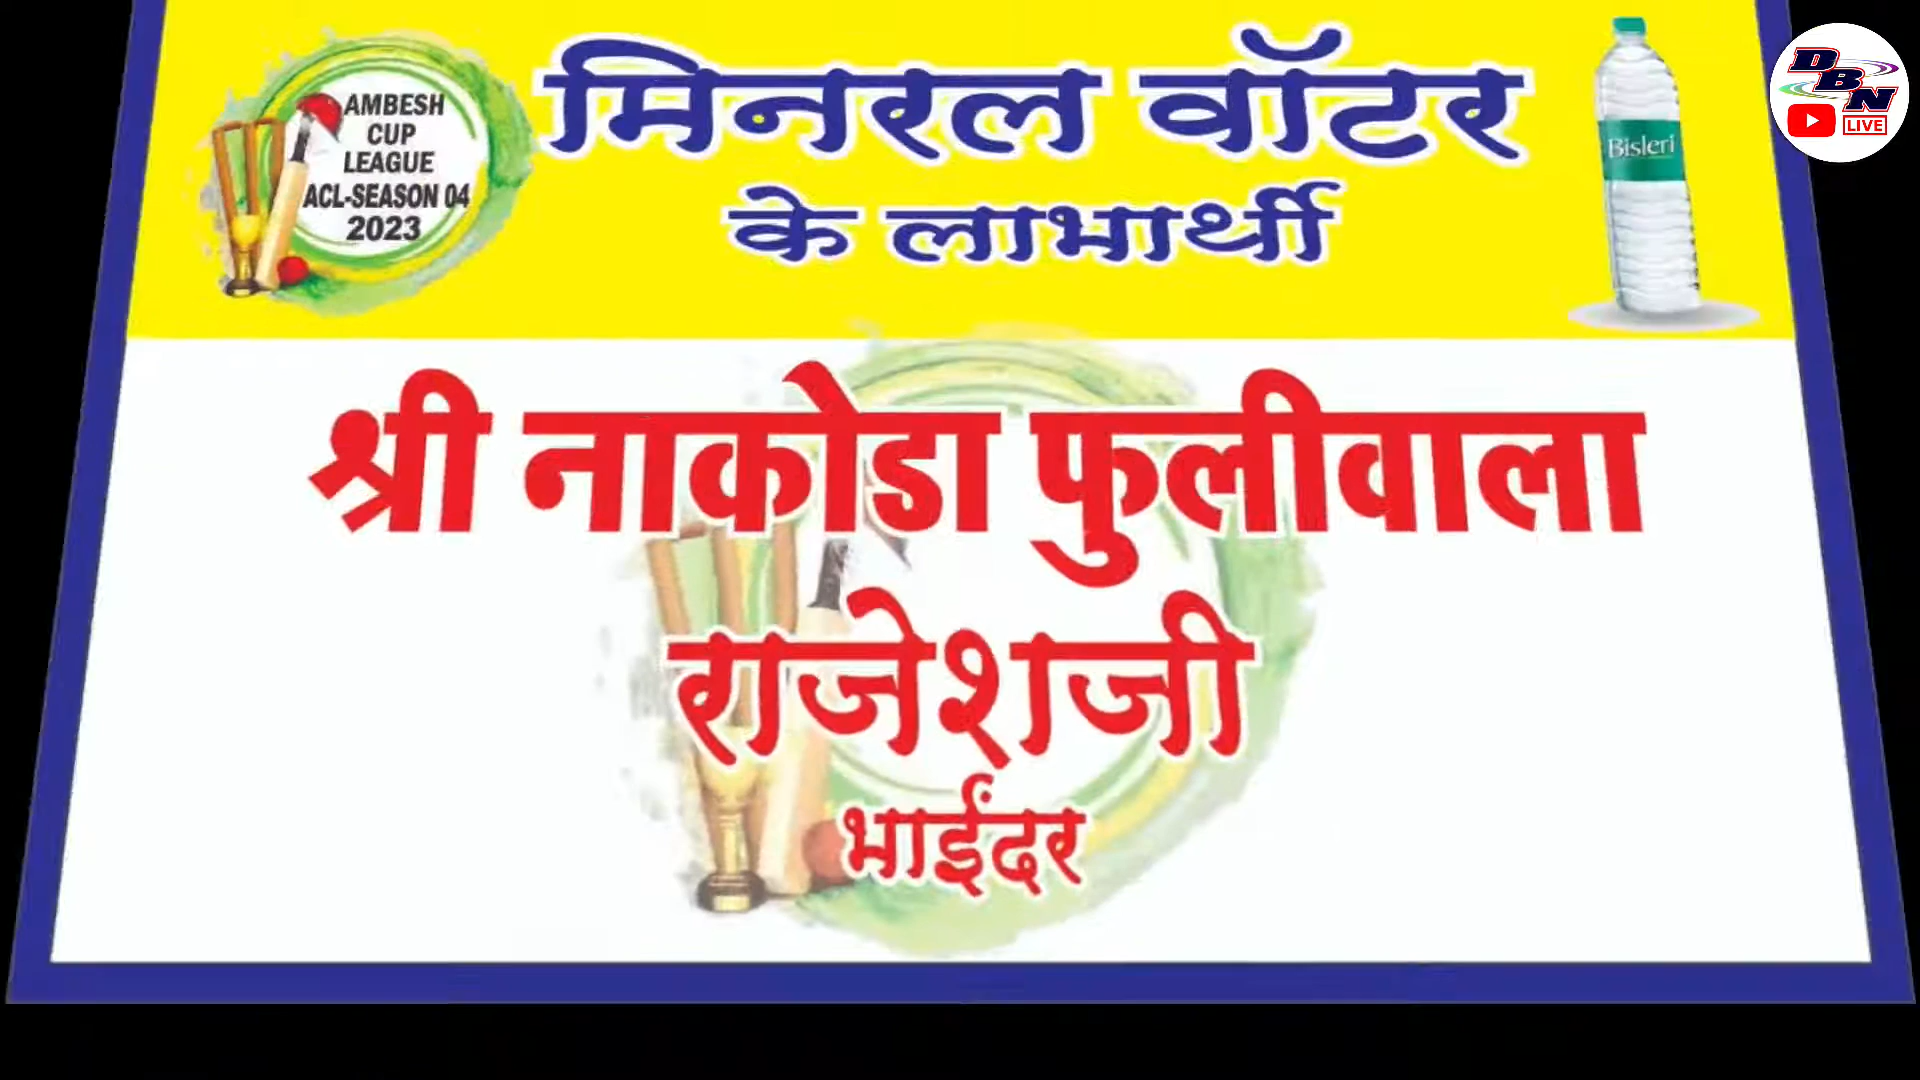 AMBESH
CUP
LEAGUE
ACL-SEASON 04
2023
मिनरल वॉटर
के लाभार्थी
Bisleri
DBN
LIVE
श्री नाकोडा फुलीवाला
राजेशजी
भाईंदर